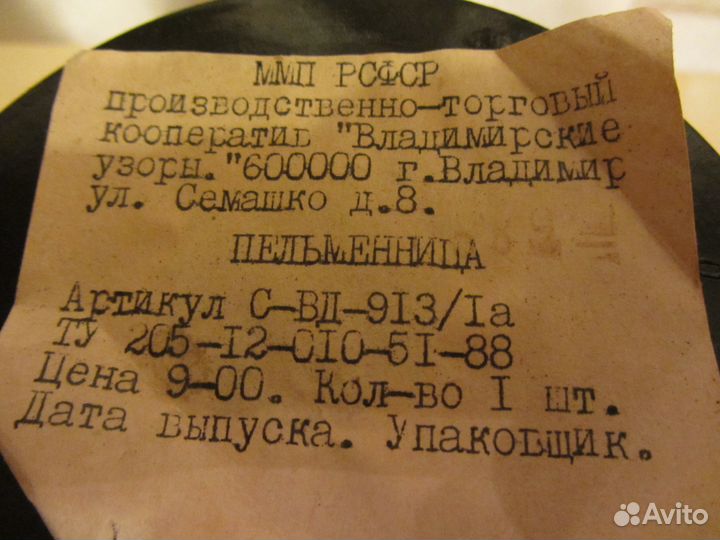 ММП РСФСР
производственно-торговый
кооператив "Владимирские
узоры."600000 г.Владимир
ул. Семашко д.8.
ПЕЛЬМЕННИЦА
Артикул С-ВД-913/Iа
ТУ 205-I2-0I0-5I-88
Цена 9-00. Кол-во I шт.
Дата выпуска. Упаковщик.
Avito